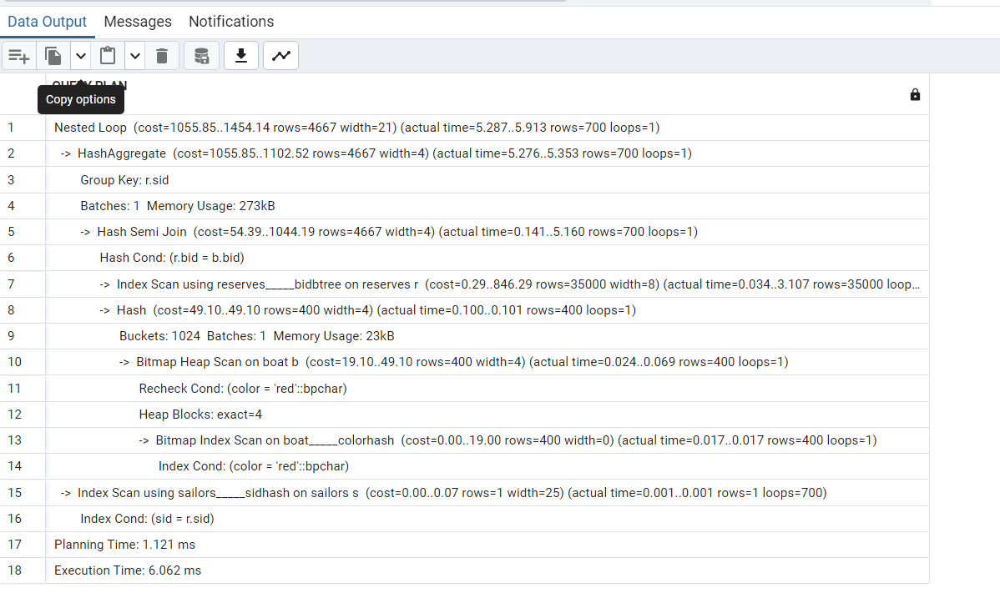 Data Output Messages Notifications
QUERY PLAN
Copy options
1 Nested Loop (cost=1055.85..1454.14 rows=4667 width=21) (actual time=5.287..5.913 rows=700 loops=1)
2 -> HashAggregate (cost=1055.85..1102.52 rows=4667 width=4) (actual time=5.276..5.353 rows=700 loops=1)
3 Group Key: r.sid
4 Batches: 1 Memory Usage: 273kB
5 -> Hash Semi Join (cost=54.39..1044.19 rows=4667 width=4) (actual time=0.141..5.160 rows=700 loops=1)
6 Hash Cond: (r.bid = b.bid)
7 -> Index Scan using reserves_____bidbtree on reserves r (cost=0.29..846.29 rows=35000 width=8) (actual time=0.034..3.107 rows=35000 loop...
8 -> Hash (cost=49.10..49.10 rows=400 width=4) (actual time=0.100..0.101 rows=400 loops=1)
9 Buckets: 1024 Batches: 1 Memory Usage: 23kB
10 -> Bitmap Heap Scan on boat b (cost=19.10..49.10 rows=400 width=4) (actual time=0.024..0.069 rows=400 loops=1)
11 Recheck Cond: (color = 'red'::bpchar)
12 Heap Blocks: exact=4
13 -> Bitmap Index Scan on boat_____colorhash (cost=0.00..19.00 rows=400 width=0) (actual time=0.017..0.017 rows=400 loops=1)
14 Index Cond: (color = 'red'::bpchar)
15 -> Index Scan using sailors_____sidhash on sailors s (cost=0.00..0.07 rows=1 width=25) (actual time=0.001..0.001 rows=1 loops=700)
16 Index Cond: (sid = r.sid)
17 Planning Time: 1.121 ms
18 Execution Time: 6.062 ms